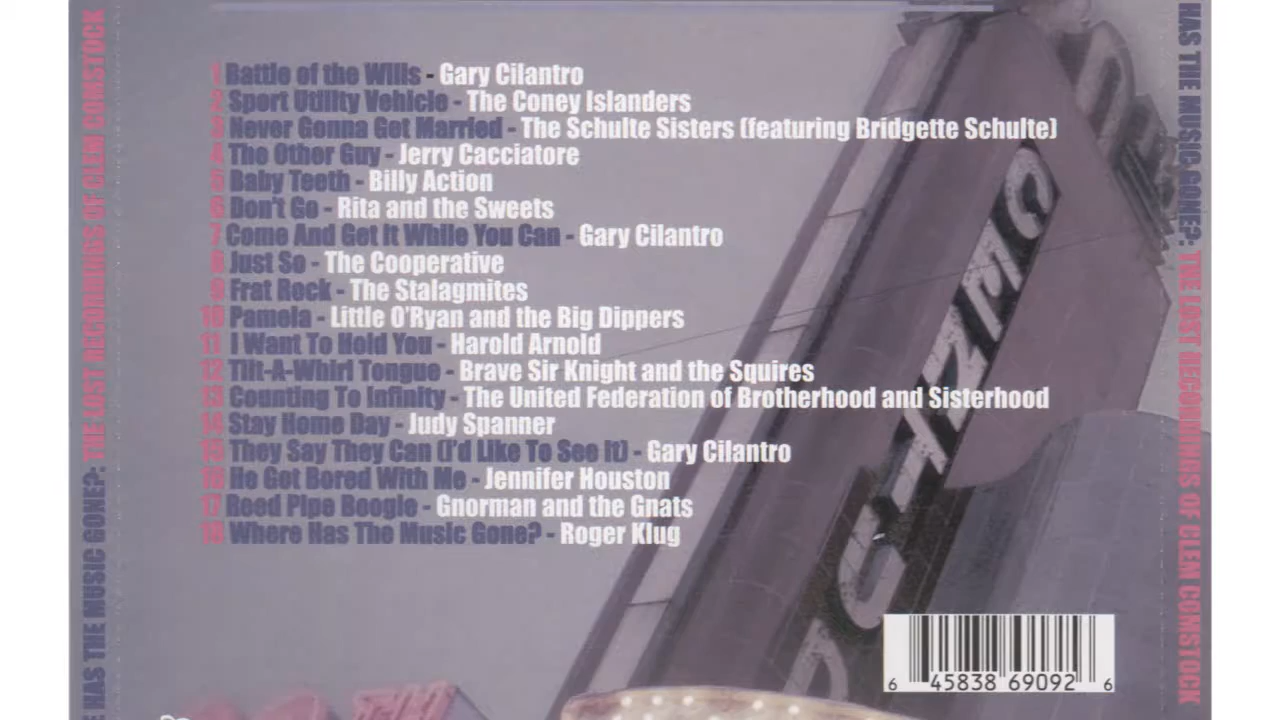 1 Battle of the Wills - Gary Cilantro
2 Sport Utility Vehicle - The Coney Islanders
3 Never Gonna Get Married - The Schulte Sisters (featuring Bridgette Schulte)
4 The Other Guy - Jerry Cacciatore
5 Baby Teeth - Billy Action
6 Don't Go - Rita and the Sweets
7 Come And Get It While You Can - Gary Cilantro
8 Just So - The Cooperative
9 Frat Rock - The Stalagmites
10 Pamela - Little O'Ryan and the Big Dippers
11 I Want To Hold You - Harold Arnold
12 Tilt-A-Whirl Tongue - Brave Sir Knight and the Squires
13 Counting To Infinity - The United Federation of Brotherhood and Sisterhood
14 Stay Home Day - Judy Spanner
15 They Say They Can (I'd Like To See It) - Gary Cilantro
16 He Got Bored With Me - Jennifer Houston
17 Reed Pipe Boogie - Gnorman and the Gnats
18 Where Has The Music Gone? - Roger Klug
E HAS THE MUSIC GONE?: THE LOST RECORDINGS OF CLEM COMSTOCK
HAS THE MUSIC GONE?: THE LOST RECORDINGS OF CLEM COMSTOCK
6 45838 69092 6